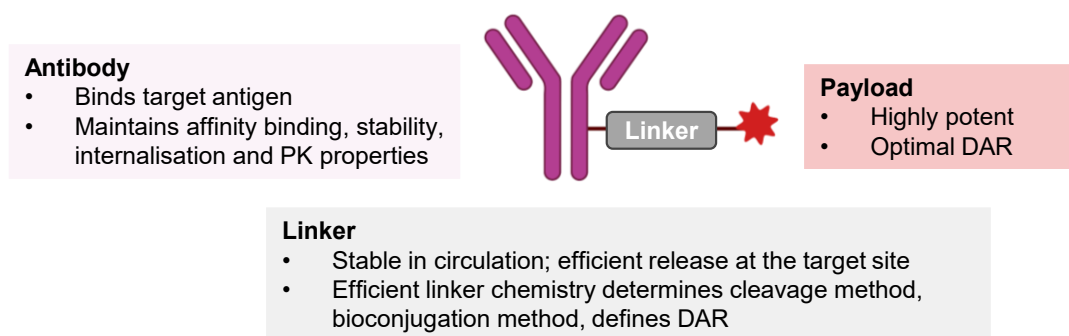 Antibody
• Binds target antigen
• Maintains affinity binding, stability,
internalisation and PK properties
Linker
Payload
• Highly potent
• Optimal DAR
Linker
• Stable in circulation; efficient release at the target site
• Efficient linker chemistry determines cleavage method,
bioconjugation method, defines DAR